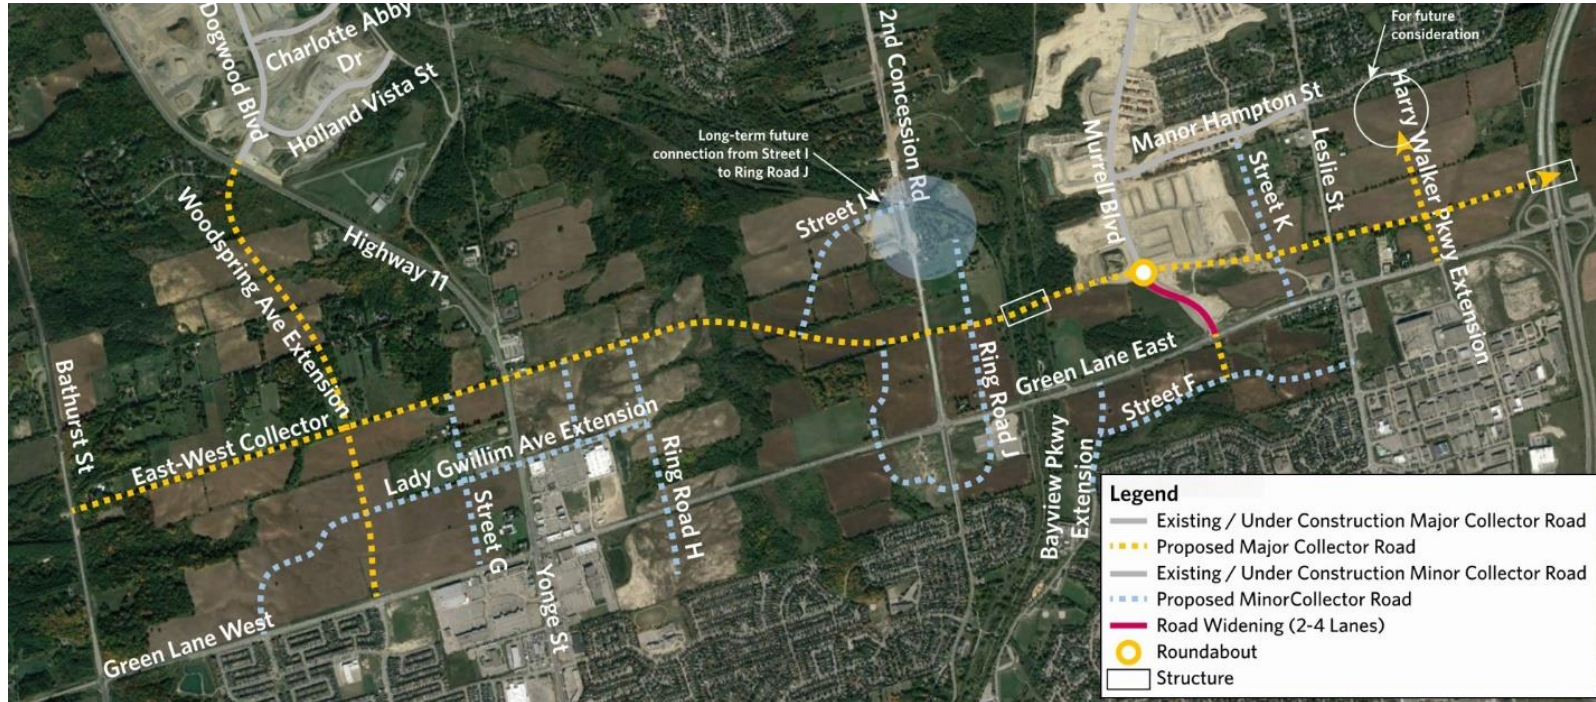 Dogwood Blvd
Charlotte Abby
Dr
Holland Vista St
2nd Concession Rd
For future
consideration
Long-term future
connection from Street I
to Ring Road J
Murrell Blvd
Manor Hampton St
Street K
Leslie St
Harry Walker Pkwy Extension
Woodspring Ave Extension
Highway 11
Street I
Bathurst St
East-West Collector
Lady Gwillim Ave Extension
Street G
Yonge St
Ring Road H
Ring Road J
Green Lane East
Bayview Pkwy
Extension
Street F
Green Lane West
Legend
Existing / Under Construction Major Collector Road
Proposed Major Collector Road
Existing / Under Construction Minor Collector Road
Proposed MinorCollector Road
Road Widening (2-4 Lanes)
Roundabout
Structure